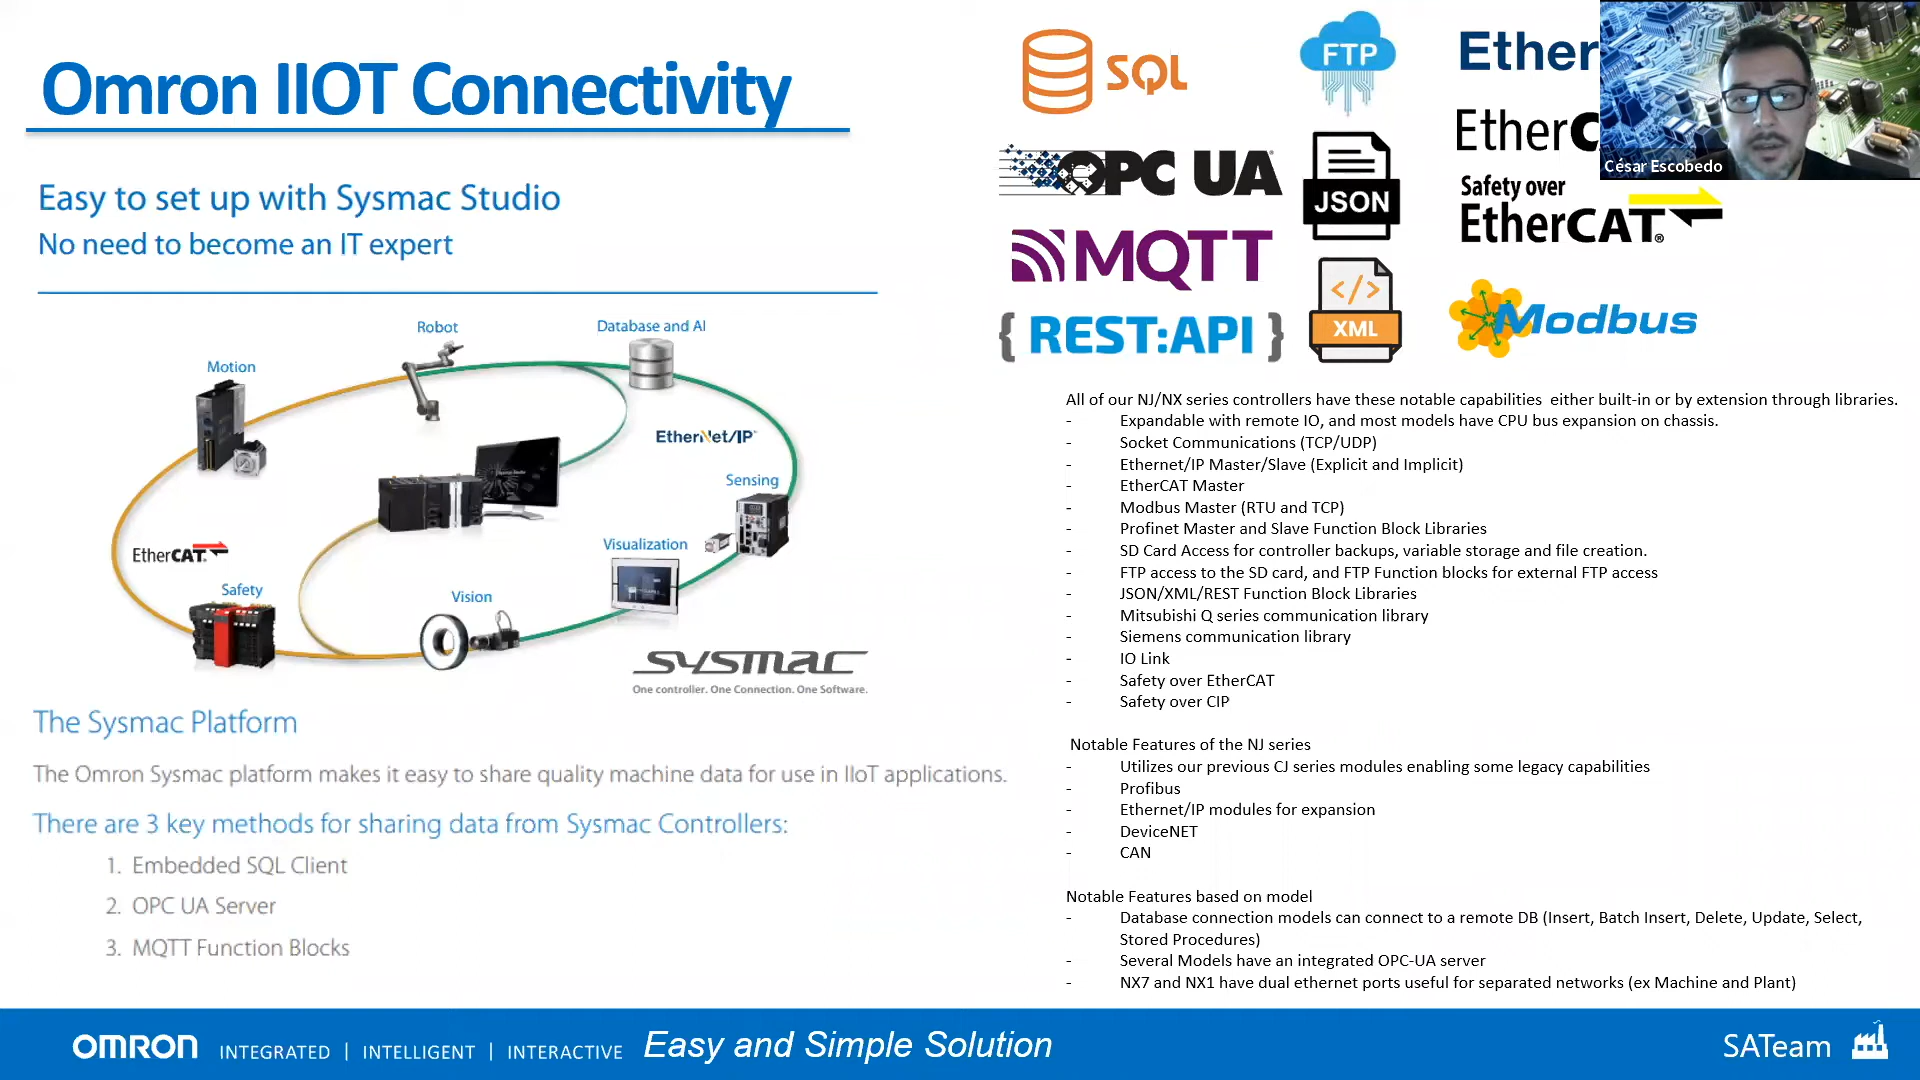 Omron IIOT Connectivity
Easy to set up with Sysmac Studio
No need to become an IT expert
Robot
Database and AI
Motion
EtherNet/IP
Sensing
Visualization
EtherCAT
Safety
Vision
sysmac
One controller. One Connection. One Software.
The Sysmac Platform
The Omron Sysmac platform makes it easy to share quality machine data for use in IIoT applications.
There are 3 key methods for sharing data from Sysmac Controllers:
1. Embedded SQL Client
2. OPC UA Server
3. MQTT Function Blocks
SQL
FTP
Ether
OPC UA
JSON
EtherC
César Escobedo
Safety over
EtherCAT®
MQTT
{ REST:API }
</>
XML
Modbus
All of our NJ/NX series controllers have these notable capabilities either built-in or by extension through libraries.
- Expandable with remote IO, and most models have CPU bus expansion on chassis.
- Socket Communications (TCP/UDP)
- Ethernet/IP Master/Slave (Explicit and Implicit)
- EtherCAT Master
- Modbus Master (RTU and TCP)
- Profinet Master and Slave Function Block Libraries
- SD Card Access for controller backups, variable storage and file creation.
- FTP access to the SD card, and FTP Function blocks for external FTP access
- JSON/XML/REST Function Block Libraries
- Mitsubishi Q series communication library
- Siemens communication library
- IO Link
- Safety over EtherCAT
- Safety over CIP
Notable Features of the NJ series
- Utilizes our previous CJ series modules enabling some legacy capabilities
- Profibus
- Ethernet/IP modules for expansion
- DeviceNET
- CAN
Notable Features based on model
- Database connection models can connect to a remote DB (Insert, Batch Insert, Delete, Update, Select,
Stored Procedures)
- Several Models have an integrated OPC-UA server
- NX7 and NX1 have dual ethernet ports useful for separated networks (ex Machine and Plant)
OMRON INTEGRATED | INTELLIGENT | INTERACTIVE Easy and Simple Solution
SATeam